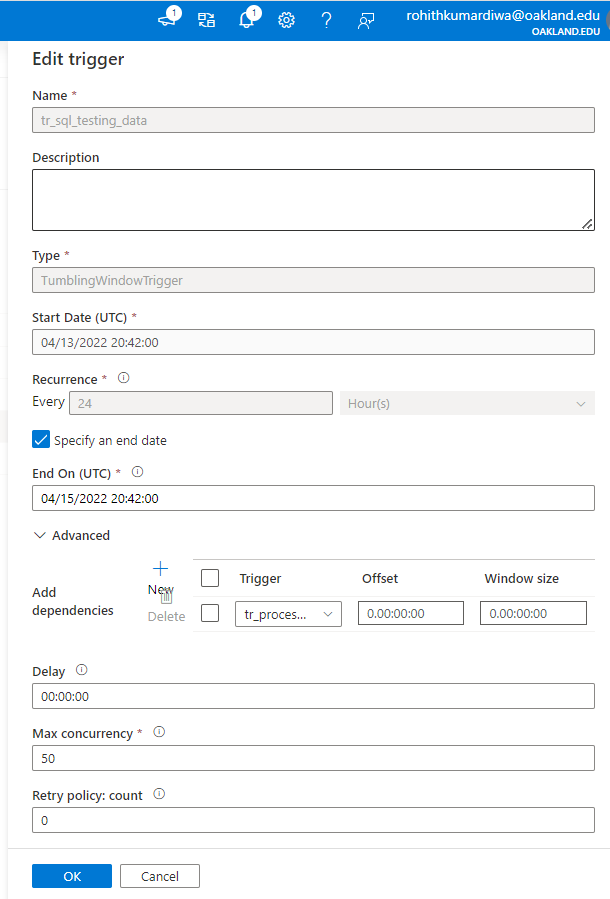 1
1
rohithkumardiwa@oakland.edu
OAKLAND.EDU
Edit trigger
Name *
tr_sql_testing_data
Description
Type *
TumblingWindowTrigger
Start Date (UTC) *
04/13/2022 20:42:00
Recurrence *
Every 24 Hour(s)
Specify an end date
End On (UTC) *
04/15/2022 20:42:00
Advanced
Add dependencies
New
Delete
Trigger Offset Window size
tr_proces... 0.00:00:00 0.00:00:00
Delay
00:00:00
Max concurrency *
50
Retry policy: count
0
OK Cancel